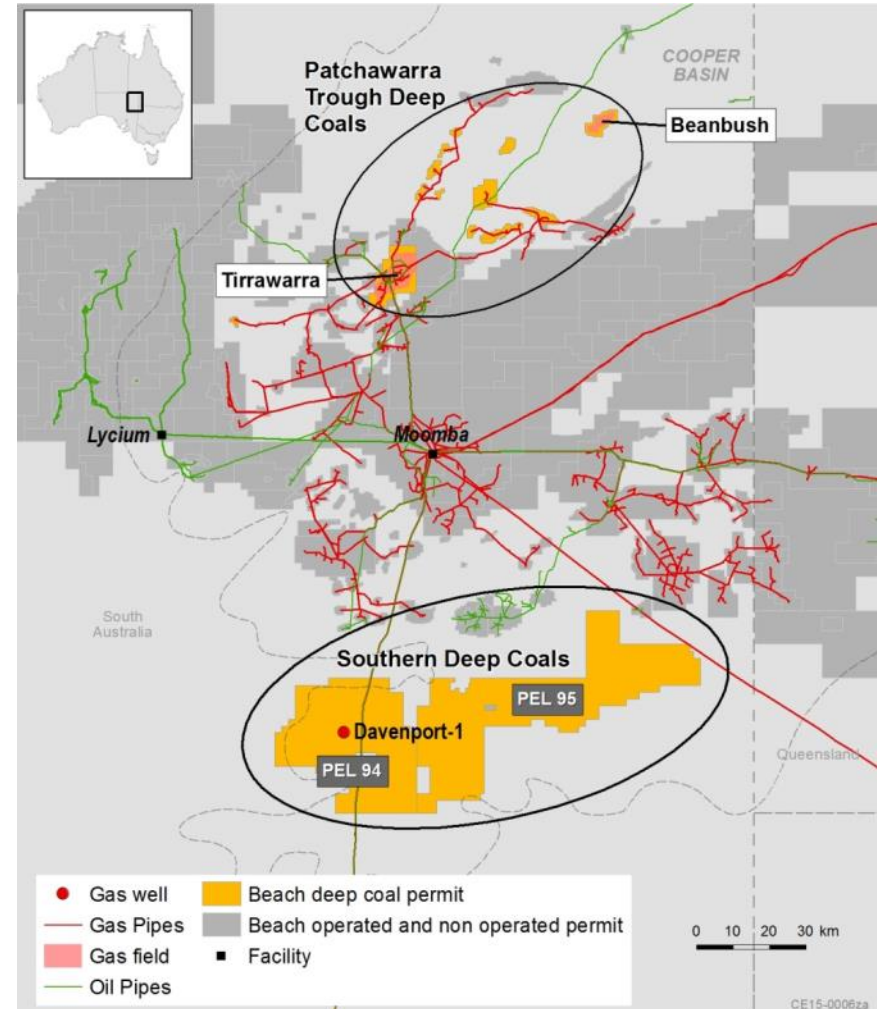 Patchawarra
Trough Deep
Coals
COOPER
BASIN
Beanbush
Tirrawarra
Lycium
Moomba
South
Australia
Southern Deep Coals
PEL 95
Davenport-1
PEL 94
Queensland
Gas well
Gas Pipes
Gas field
Oil Pipes
Beach deep coal permit
Beach operated and non operated permit
Facility
0 10 20 30 km
CE15-0006za